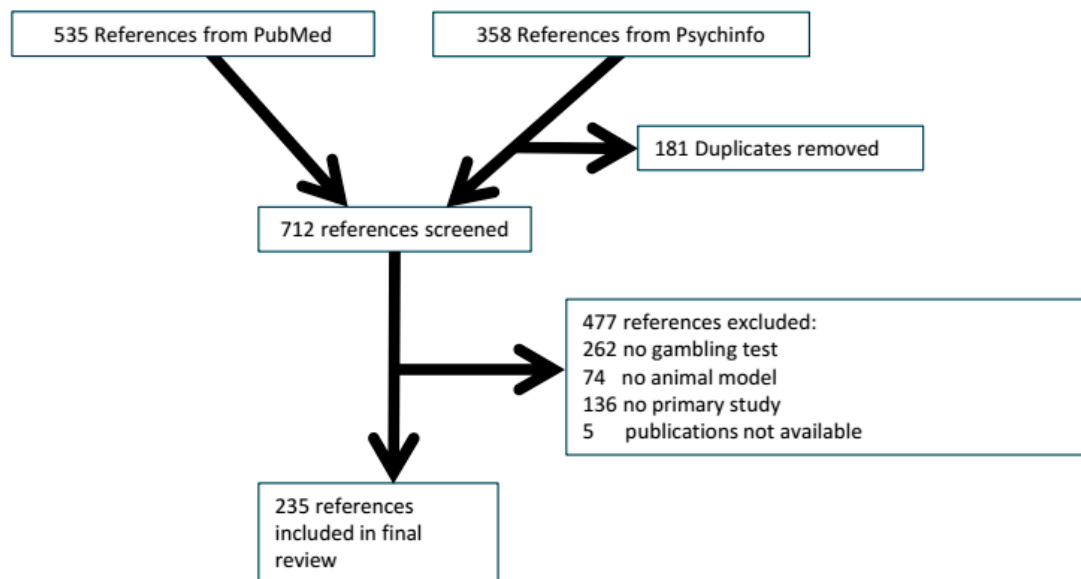 535 References from PubMed
358 References from Psychinfo
181 Duplicates removed
712 references screened
477 references excluded:
262 no gambling test
74 no animal model
136 no primary study
5 publications not available
235 references
included in final
review